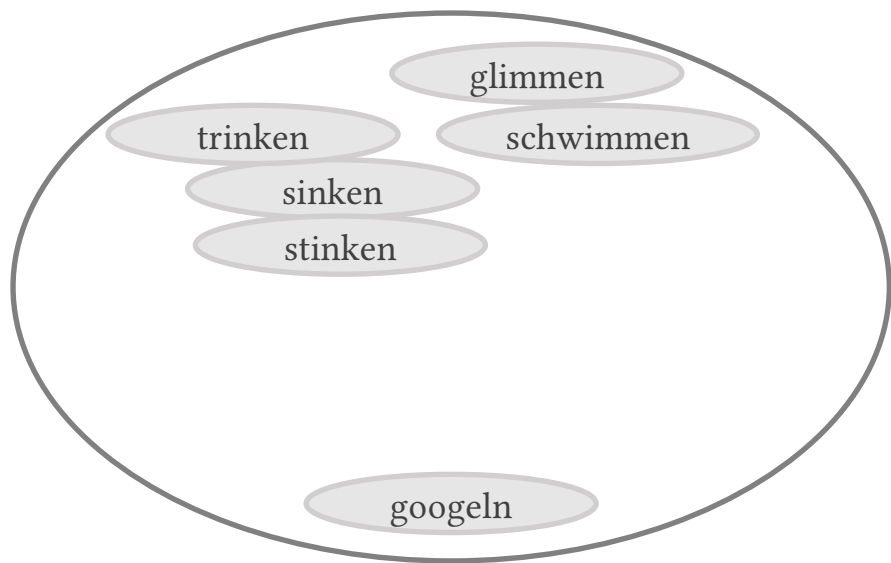 glimmen
trinken
schwimmen
sinken
stinken
googeln